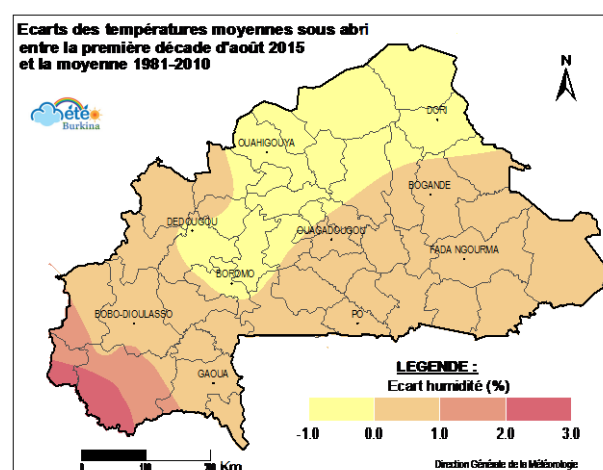 Ecarts des températures moyennes sous abri
entre la première décade d'août 2015
et la moyenne 1981-2010
N
été
Burkina
DORI
OUAHIGOUYA
BOGANDE
DEDOUGOU
OUAGADOUGOU
FADA NGOURMA
BOROMO
BOBO-DIOULASSO
PO
GAOUA
LEGENDE :
Ecart humidité (%)
-1.0 0.0 1.0 2.0 3.0
0 100 200 Km
Direction Générale de la Météorologie